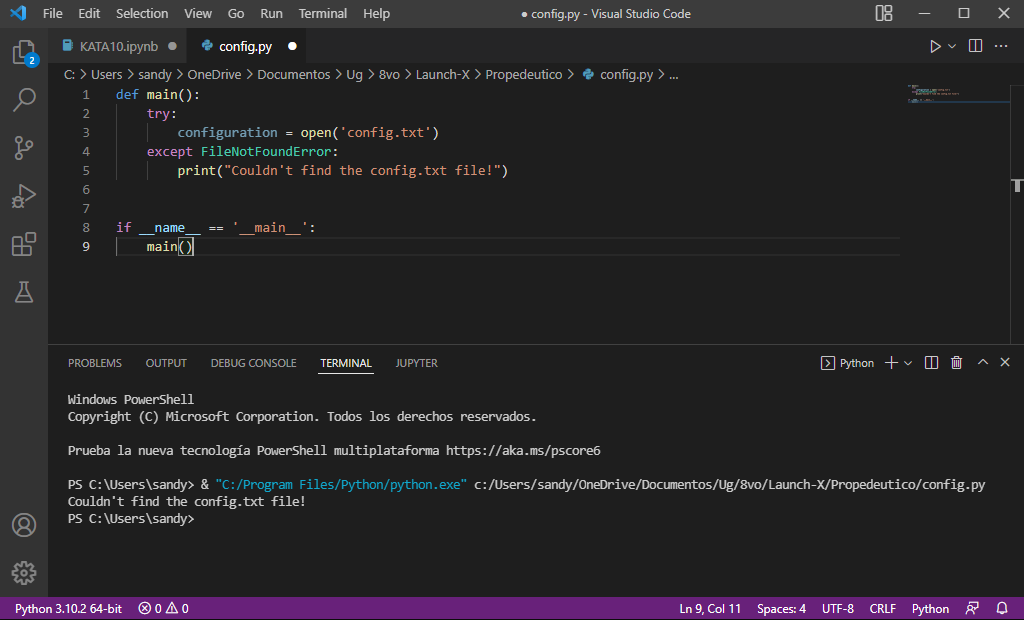 File Edit Selection View Go Run Terminal Help ● config.py - Visual Studio Code
KATA10.ipynb ● config.py ●
C: > Users > sandy > OneDrive > Documentos > Ug > 8vo > Launch-X > Propedeutico > config.py > ...
1 def main():
2     try:
3         configuration = open('config.txt')
4     except FileNotFoundError:
5         print("Couldn't find the config.txt file!")
6
7
8 if __name__ == '__main__':
9     main()
2
PROBLEMS OUTPUT DEBUG CONSOLE TERMINAL JUPYTER Python
Windows PowerShell
Copyright (C) Microsoft Corporation. Todos los derechos reservados.
Prueba la nueva tecnología PowerShell multiplataforma https://aka.ms/pscore6
PS C:\Users\sandy> & "C:/Program Files/Python/python.exe" c:/Users/sandy/OneDrive/Documentos/Ug/8vo/Launch-X/Propedeutico/config.py
Couldn't find the config.txt file!
PS C:\Users\sandy>
Python 3.10.2 64-bit 0 0 Ln 9, Col 11 Spaces: 4 UTF-8 CRLF Python